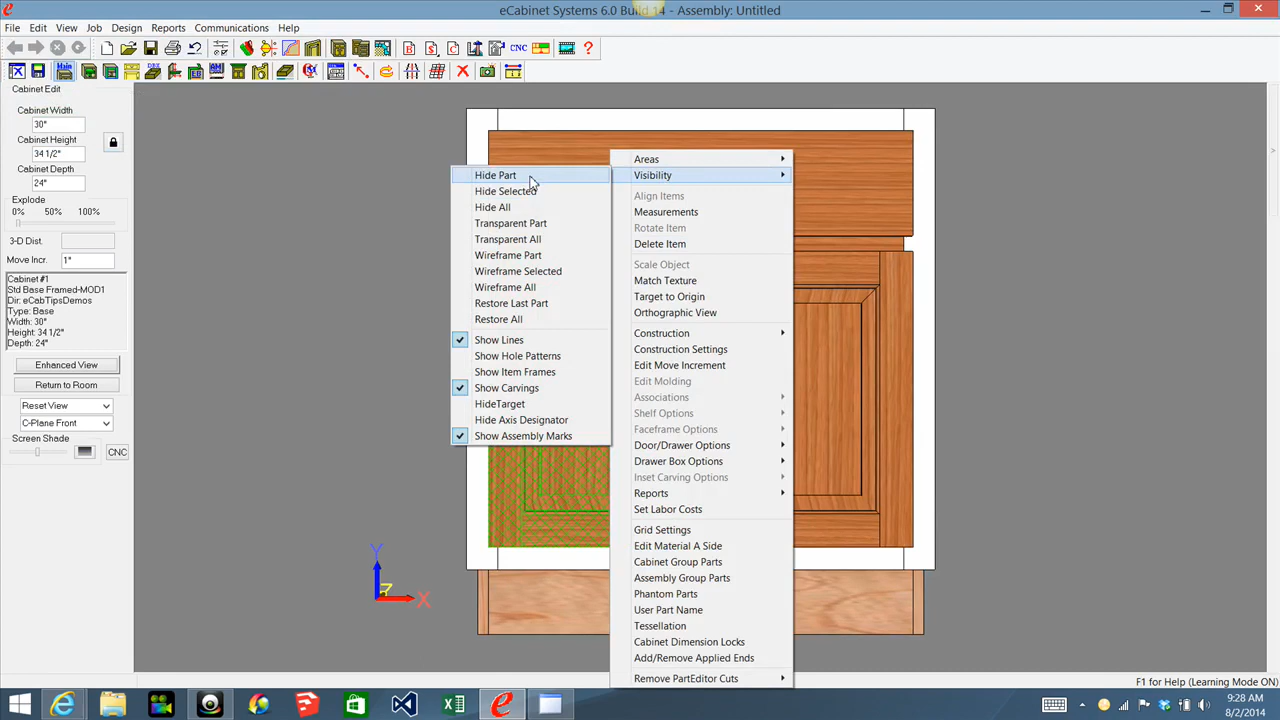 eCabinet Systems 6.0 Build 14 - Assembly: Untitled
File Edit View Job Design Reports Communications Help
CNC
Main
Cabinet Edit
Cabinet Width
30"
Cabinet Height
34 1/2"
Cabinet Depth
24"
Explode
0% 50% 100%
3-D Dist.
Move Incr. 1"
Cabinet #1
Std Base Framed-MOD1
Dir: eCabTipsDemos
Type: Base
Width: 30"
Height: 34 1/2"
Depth: 24"
Enhanced View
Return to Room
Reset View
C-Plane Front
Screen Shade
CNC
Hide Part
Hide Selected
Hide All
Transparent Part
Transparent All
Wireframe Part
Wireframe Selected
Wireframe All
Restore Last Part
Restore All
Show Lines
Show Hole Patterns
Show Item Frames
Show Carvings
HideTarget
Hide Axis Designator
Show Assembly Marks
Areas
Visibility
Align Items
Measurements
Rotate Item
Delete Item
Scale Object
Match Texture
Target to Origin
Orthographic View
Construction
Construction Settings
Edit Move Increment
Edit Molding
Associations
Shelf Options
Faceframe Options
Door/Drawer Options
Drawer Box Options
Inset Carving Options
Reports
Set Labor Costs
Grid Settings
Edit Material A Side
Cabinet Group Parts
Assembly Group Parts
Phantom Parts
User Part Name
Tessellation
Cabinet Dimension Locks
Add/Remove Applied Ends
Remove PartEditor Cuts
Y
Z
X
F1 for Help (Learning Mode ON)
9:28 AM
8/2/2014